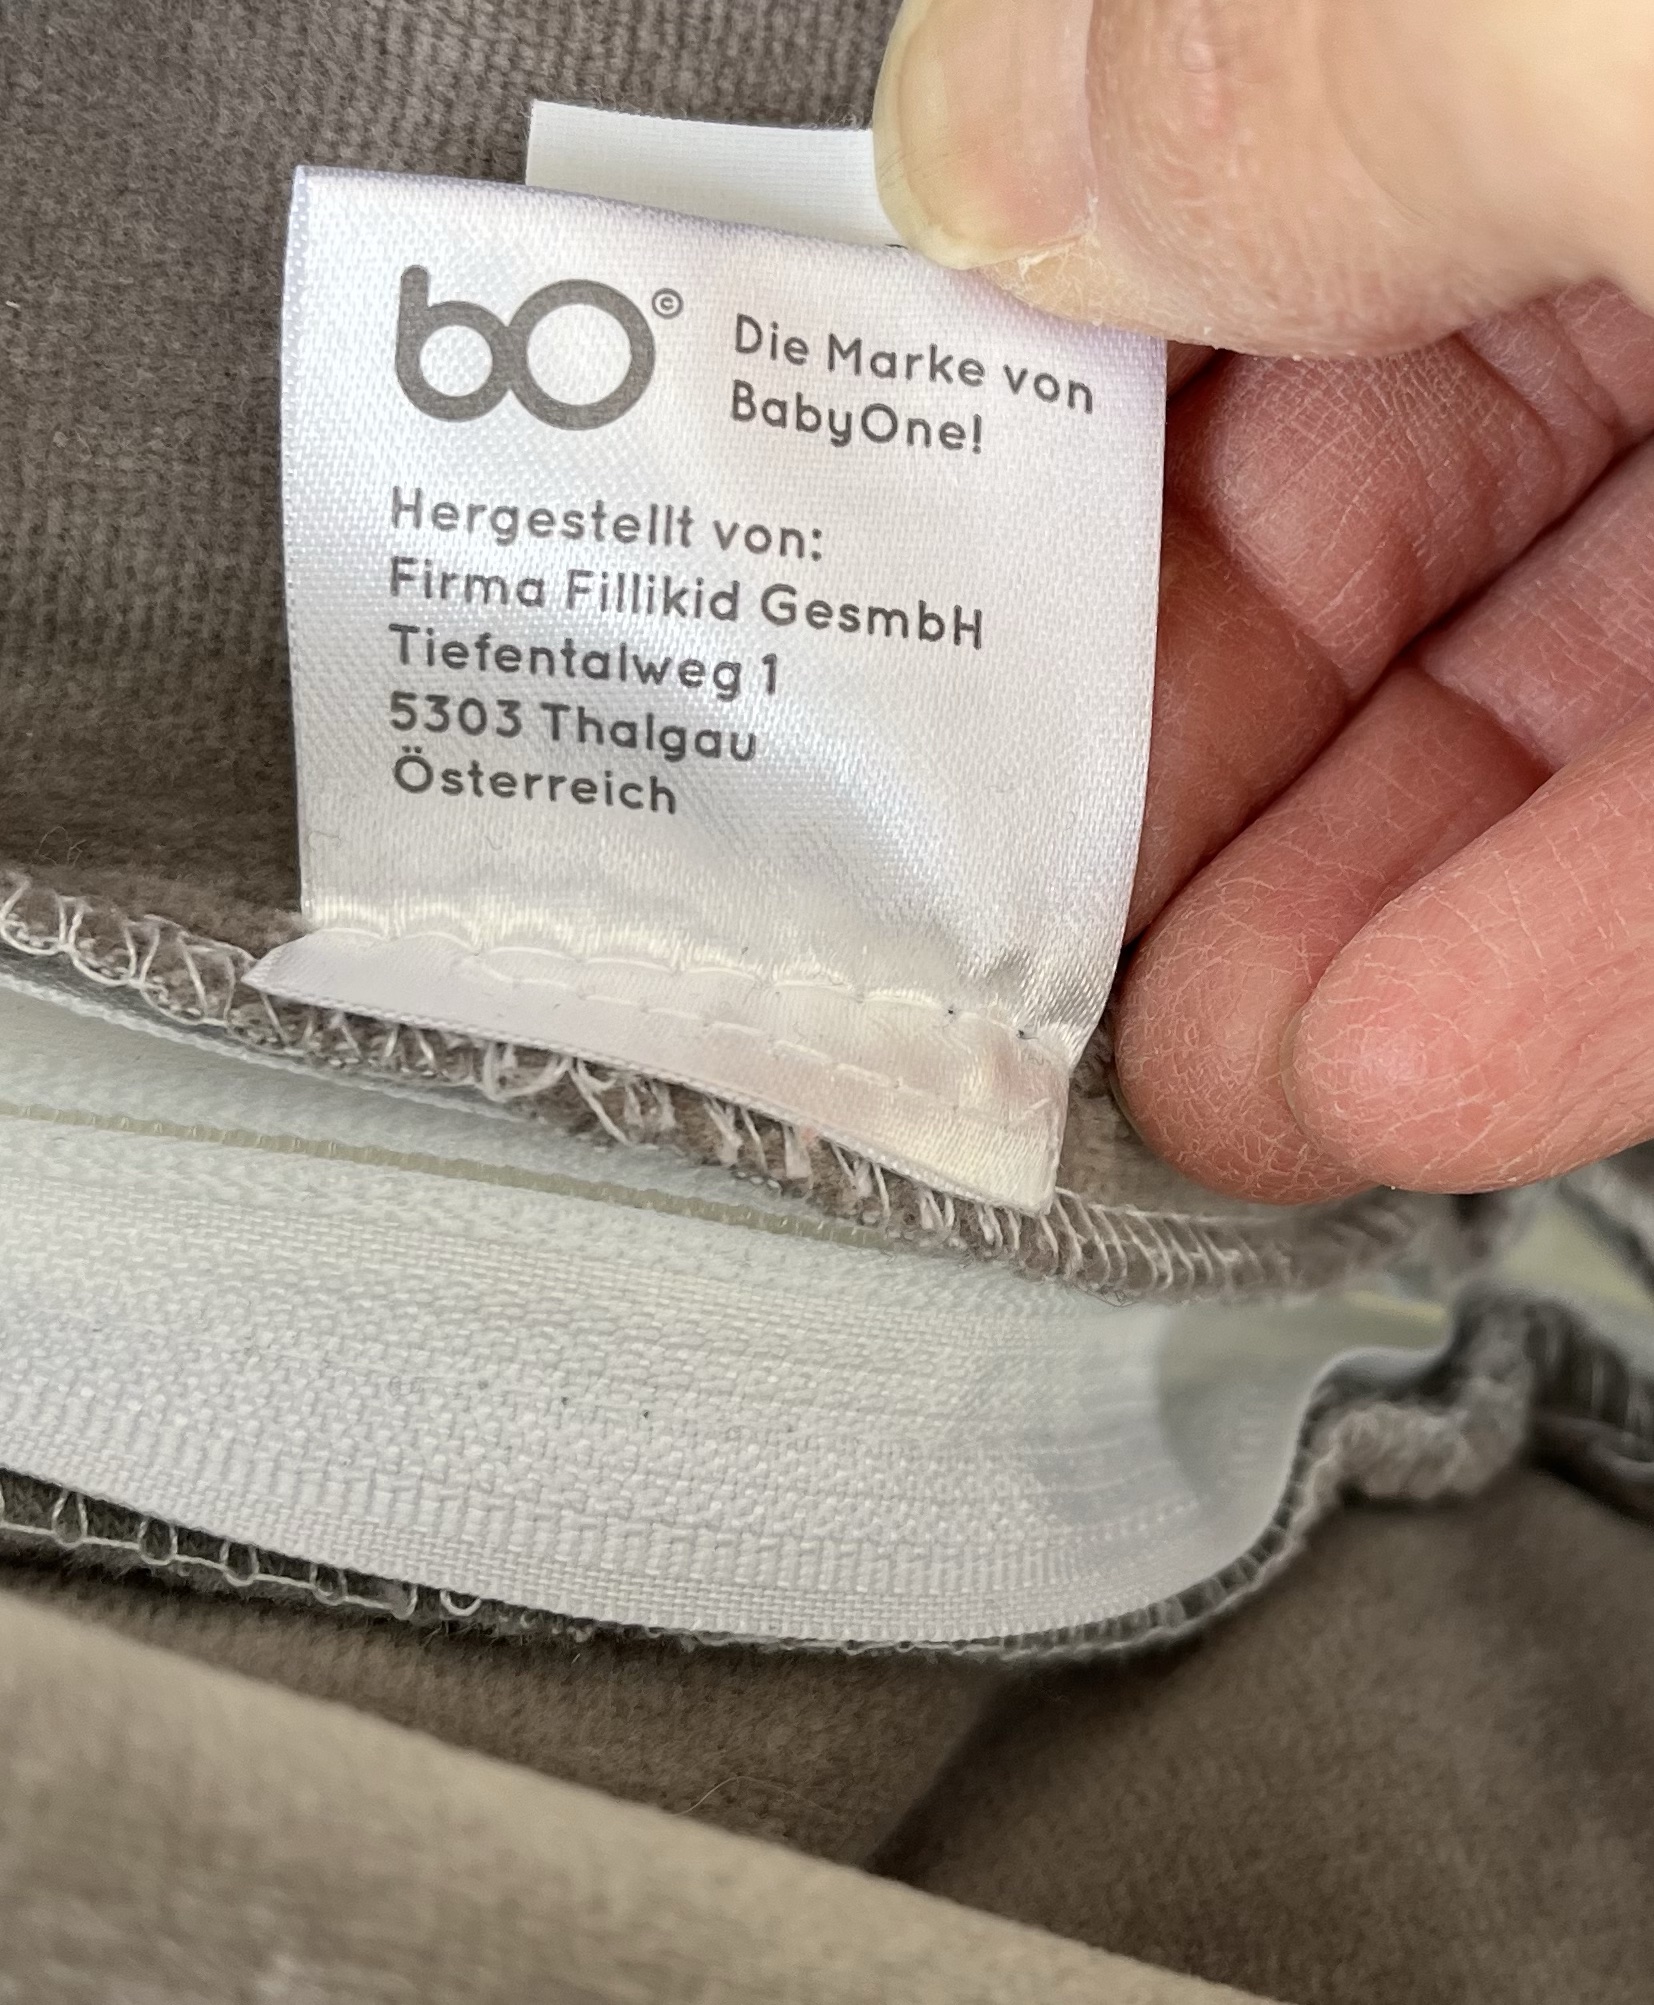 bO©
Die Marke von
BabyOne!
Hergestellt von:
Firma Fillikid GesmbH
Tiefentalweg 1
5303 Thalgau
Österreich